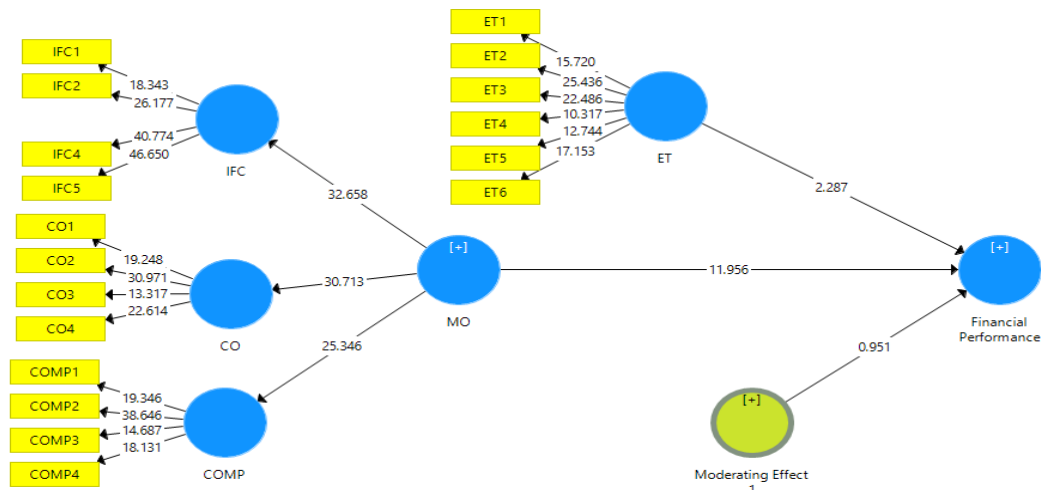 IFC1
IFC2
IFC4
IFC5
18.343
26.177
40.774
46.650
IFC
CO1
CO2
CO3
CO4
19.248
30.971
13.317
22.614
CO
COMP1
COMP2
COMP3
COMP4
19.346
38.646
14.687
18.131
COMP
32.658
30.713
25.346
[+]
MO
ET1
ET2
ET3
ET4
ET5
ET6
15.720
25.436
22.486
10.317
12.744
17.153
ET
2.287
11.956
0.951
[+]
Financial
Performance
[+]
Moderating Effect
1